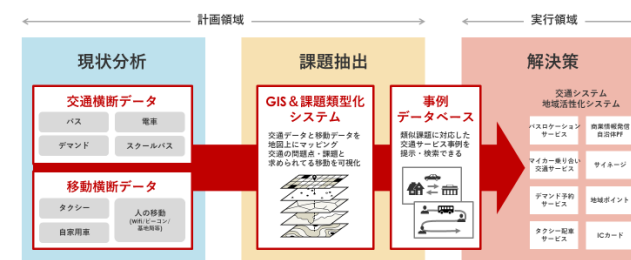 計画領域
実行領域
現状分析
交通横断データ
バス
電車
デマンド
スクールバス
移動横断データ
タクシー
自家用車
人の移動
(Wifi/ビーコン/
基地局等)
課題抽出
GIS&課題類型化
システム
交通データと移動データを
地図上にマッピング
交通の問題点・課題と
求められてる移動を可視化
事例
データベース
類似課題に対応した
交通サービス事例を
提示・検索できる
解決策
交通システム
地域活性化システム
バスロケーション
サービス
商業情報発信
自治体PF
マイカー乗り合い
交通サービス
サイネージ
デマンド予約
サービス
地域ポイント
タクシー配車
サービス
ICカード